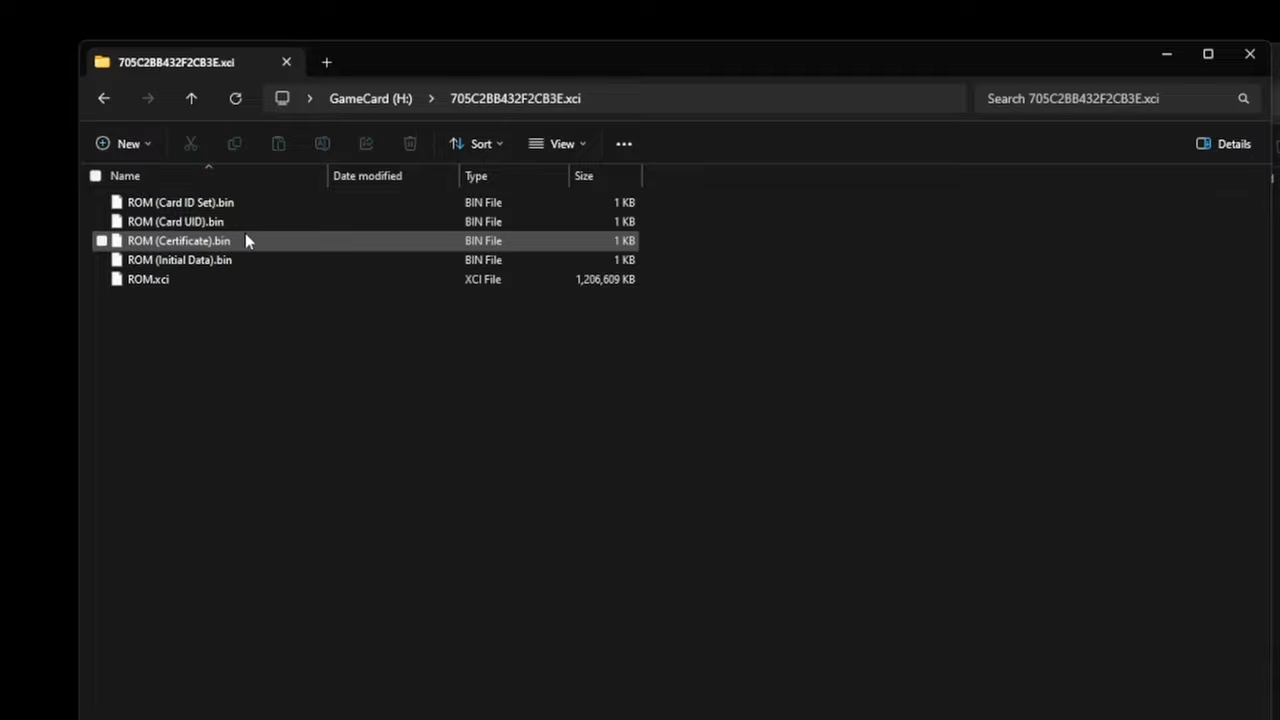 705C2BB432F2CB3E.xci
GameCard (H:) 705C2BB432F2CB3E.xci Search 705C2BB432F2CB3E.xci
New Sort View Details
Name Date modified Type Size
ROM (Card ID Set).bin BIN File 1 KB
ROM (Card UID).bin BIN File 1 KB
ROM (Certificate).bin BIN File 1 KB
ROM (Initial Data).bin BIN File 1 KB
ROM.xci XCI File 1,206,609 KB